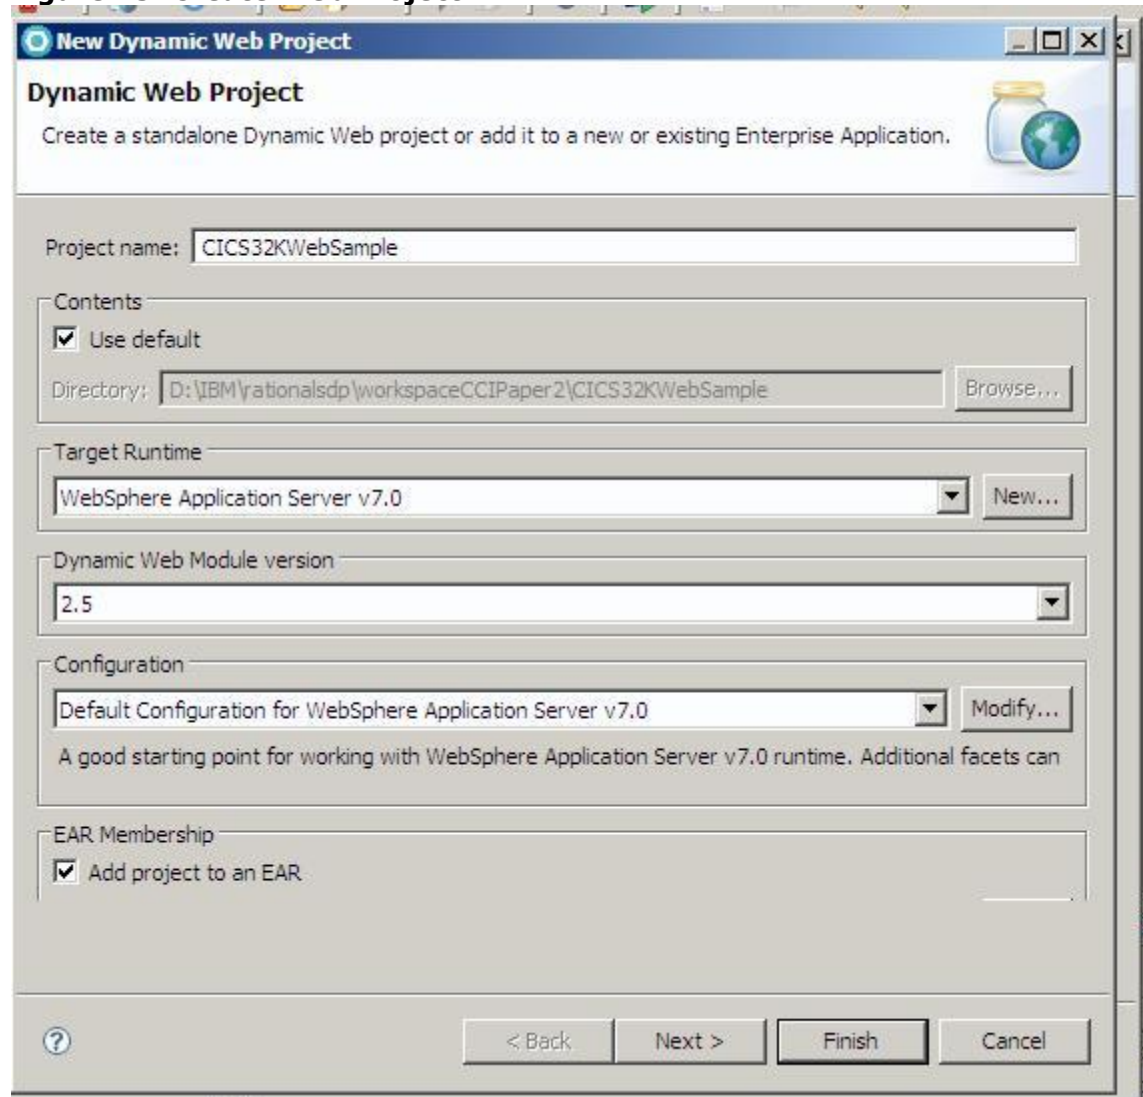 New Dynamic Web Project
Dynamic Web Project
Create a standalone Dynamic Web project or add it to a new or existing Enterprise Application.
Project name: CICS32KWebSample
Contents
Use default
Directory: D:\IBM\rationalsdp\workspaceCCIPaper2\CICS32KWebSample Browse...
Target Runtime
WebSphere Application Server v7.0 New...
Dynamic Web Module version
2.5
Configuration
Default Configuration for WebSphere Application Server v7.0 Modify...
A good starting point for working with WebSphere Application Server v7.0 runtime. Additional facets can
EAR Membership
Add project to an EAR
< Back Next > Finish Cancel